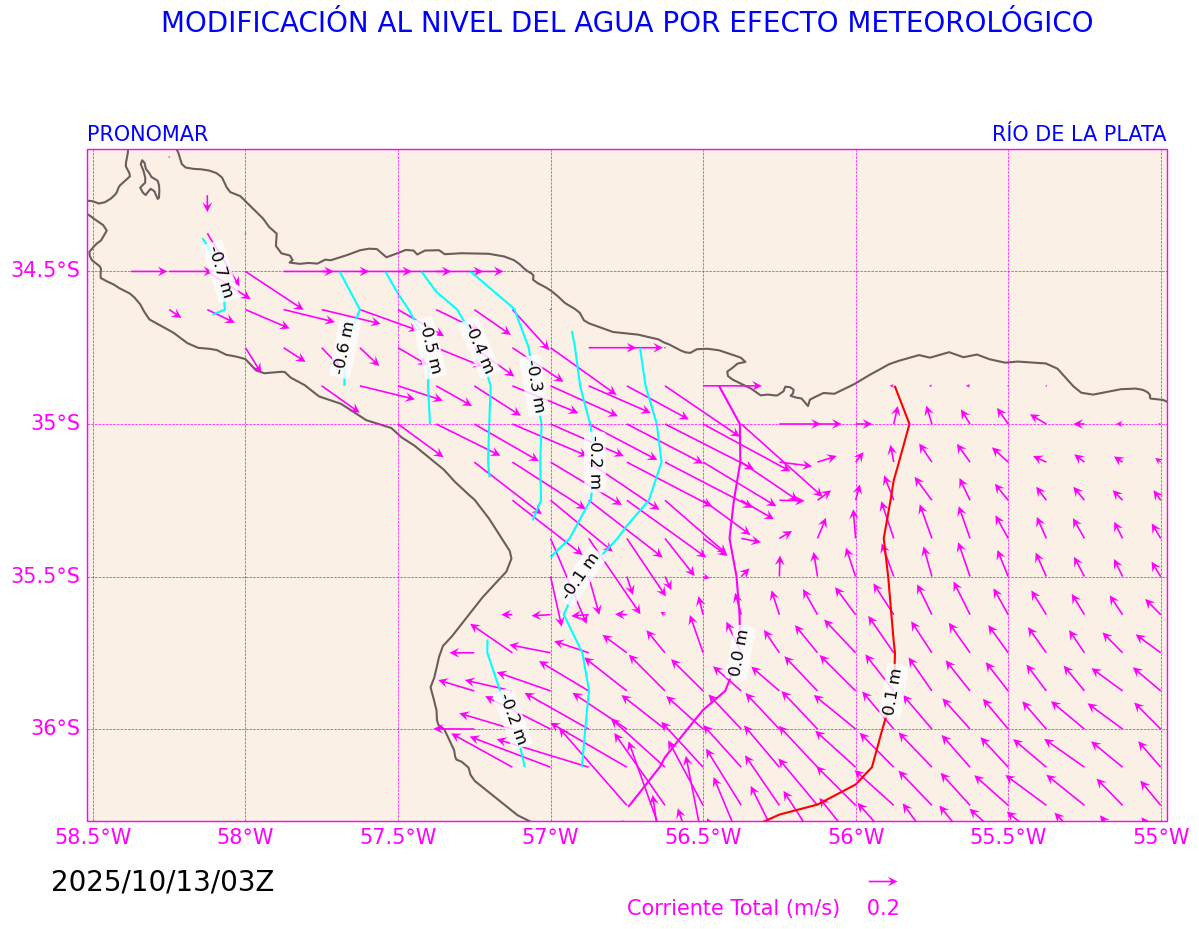 MODIFICACIÓN AL NIVEL DEL AGUA POR EFECTO METEOROLÓGICO
PRONOMAR
RÍO DE LA PLATA
34.5°S
35°S
35.5°S
36°S
-0.7 m
-0.6 m
-0.5 m
-0.4 m
-0.3 m
-0.2 m
-0.1 m
0.0 m
0.1 m
-0.2 m
58.5°W
58°W
57.5°W
57°W
56.5°W
56°W
55.5°W
55°W
2025/10/13/03Z
Corriente Total (m/s)
0.2